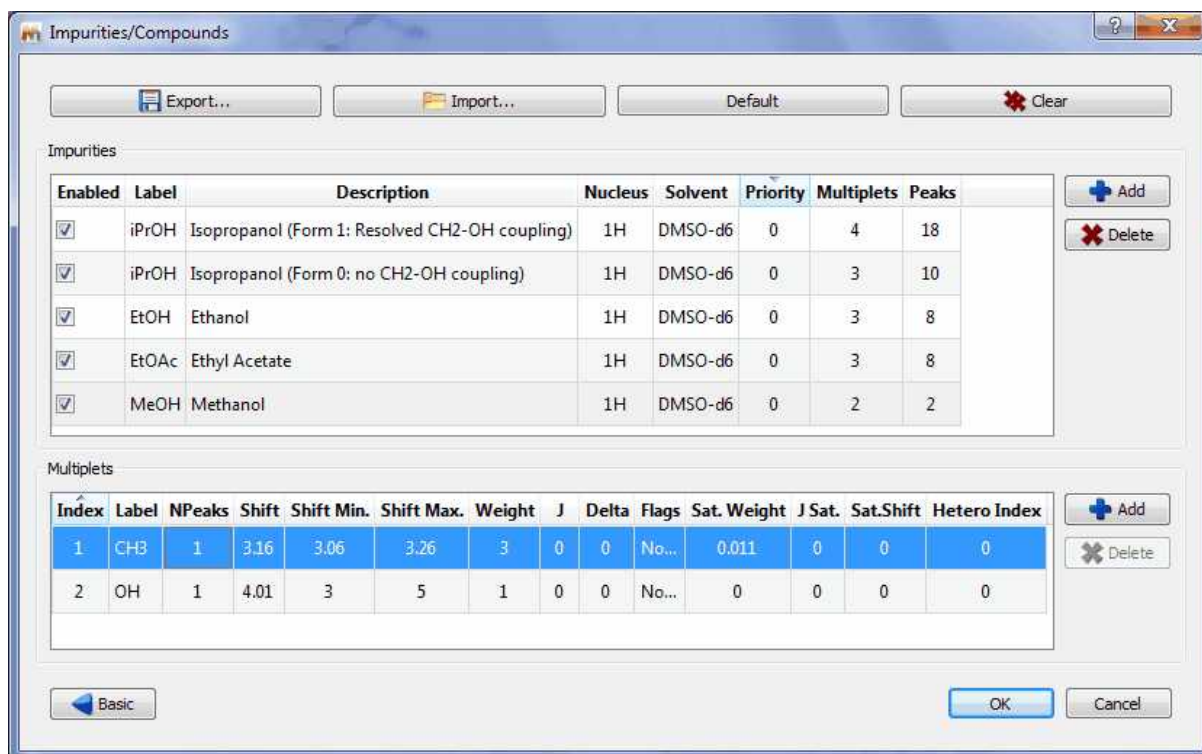 Impurities/Compounds
Export... Import... Default Clear
Impurities
Enabled Label Description Nucleus Solvent Priority Multiplets Peaks
iPrOH Isopropanol (Form 1: Resolved CH2-OH coupling) 1H DMSO-d6 0 4 18
iPrOH Isopropanol (Form 0: no CH2-OH coupling) 1H DMSO-d6 0 3 10
EtOH Ethanol 1H DMSO-d6 0 3 8
EtOAc Ethyl Acetate 1H DMSO-d6 0 3 8
MeOH Methanol 1H DMSO-d6 0 2 2
Add
Delete
Multiplets
Index Label NPeaks Shift Shift Min. Shift Max. Weight J Delta Flags Sat. Weight J Sat. Sat.Shift Hetero Index
1 CH3 1 3.16 3.06 3.26 3 0 0 No... 0.011 0 0 0
2 OH 1 4.01 3 5 1 0 0 No... 0 0 0 0
Add
Delete
Basic OK Cancel